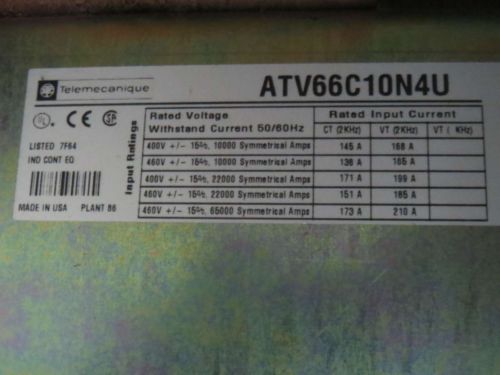 Telemecanique
ATV66C10N4U
UL CE SA
LISTED 7F64
IND CONT EQ
MADE IN USA PLANT 86
Input Ratings
Rated Voltage
Withstand Current 50/60Hz
Rated Input Current
CT (2KHz) VT (2KHz) VT ( KHz)
400V +/- 15%, 10000 Symmetrical Amps 145 A 168 A
460V +/- 15%, 10000 Symmetrical Amps 136 A 165 A
400V +/- 15%, 22000 Symmetrical Amps 171 A 199 A
460V +/- 15%, 22000 Symmetrical Amps 151 A 185 A
460V +/- 15%, 65000 Symmetrical Amps 173 A 210 A